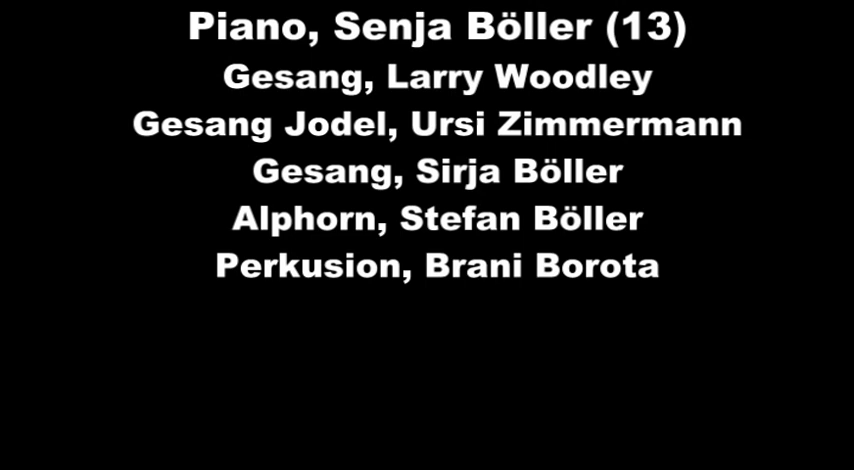 Piano, Senja Böller (13)
Gesang, Larry Woodley
Gesang Jodel, Ursi Zimmermann
Gesang, Sirja Böller
Alphorn, Stefan Böller
Perkusion, Brani Borota